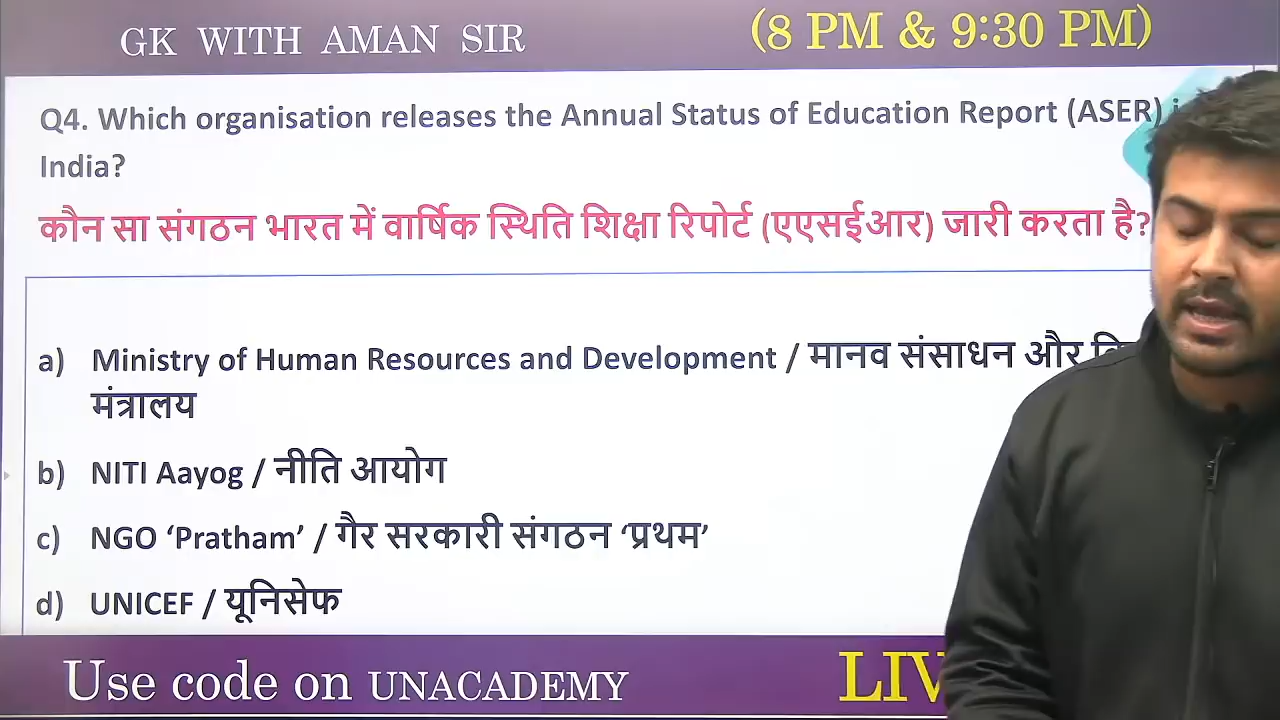 GK WITH AMAN SIR
(8 PM & 9:30 PM)
Q4. Which organisation releases the Annual Status of Education Report (ASER)
India?
कौन सा संगठन भारत में वार्षिक स्थिति शिक्षा रिपोर्ट (एएसईआर) जारी करता है?
a) Ministry of Human Resources and Development / मानव संसाधन और
मंत्रालय
b) NITI Aayog / नीति आयोग
c) NGO ‘Pratham’ / गैर सरकारी संगठन ‘प्रथम’
d) UNICEF / यूनिसेफ
Use code on UNACADEMY